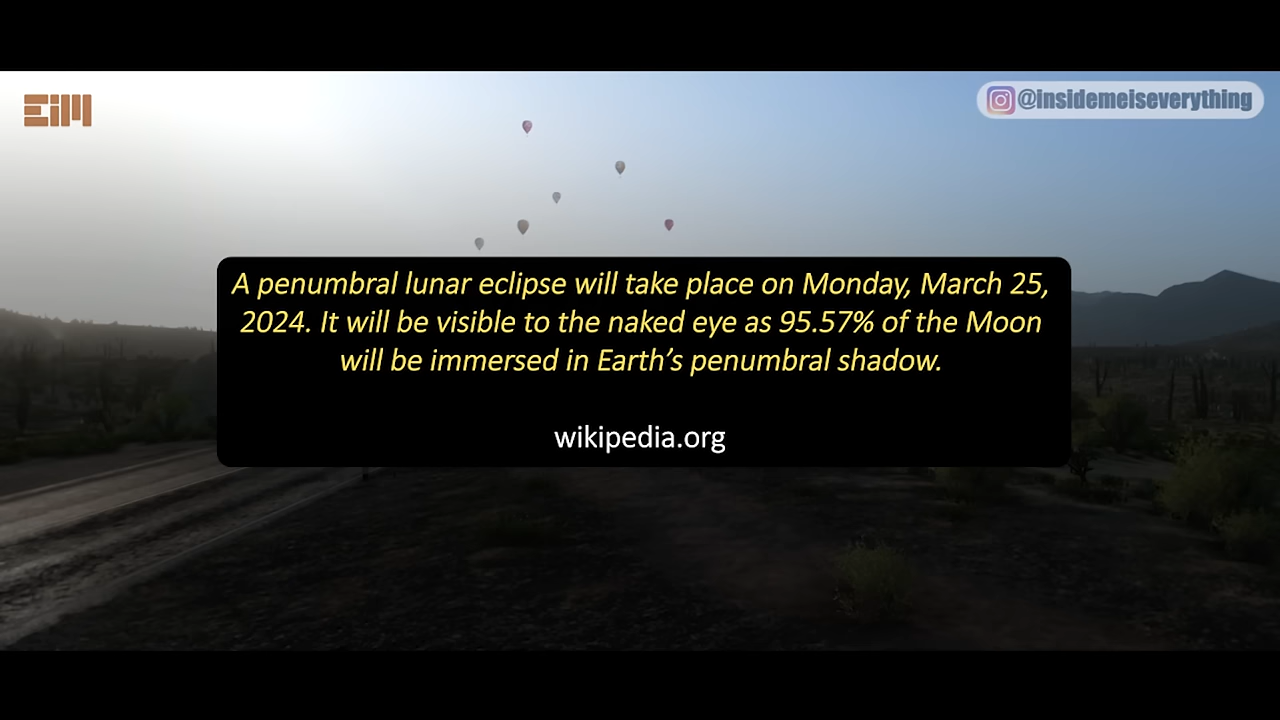 EiM
@insidemeiseverything
A penumbral lunar eclipse will take place on Monday, March 25,
2024. It will be visible to the naked eye as 95.57% of the Moon
will be immersed in Earth’s penumbral shadow.
wikipedia.org